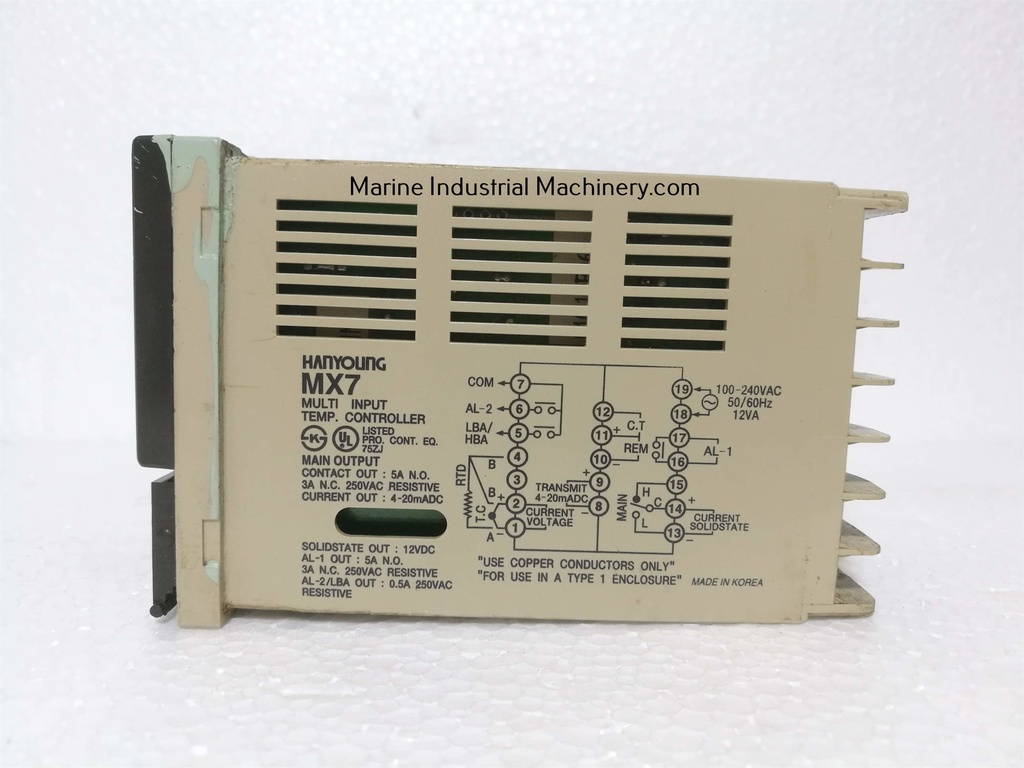 Marine Industrial Machinery.com
HANYOUNG
MX7
MULTI INPUT
TEMP. CONTROLLER
K
UL
LISTED
PRO. CONT. EQ.
75ZJ
MAIN OUTPUT
CONTACT OUT : 5A N.O.
3A N.C. 250VAC RESISTIVE
CURRENT OUT : 4-20mADC
SOLIDSTATE OUT : 12VDC
AL-1 OUT : 5A N.O.
3A N.C. 250VAC RESISTIVE
AL-2/LBA OUT : 0.5A 250VAC
RESISTIVE
COM 7
AL-2 6
LBA/
HBA 5
B 4
3
RTD
B + 2
T.C
A - 1
CURRENT
VOLTAGE
12
C.T
+ 11
10 -
+ 9
TRANSMIT
4-20mADC
- 8
19
100-240VAC
50/60Hz
12VA
18
17
REM
AL-1
16
15
MAIN
H
C 14 +
L
CURRENT
SOLIDSTATE
13 -
"USE COPPER CONDUCTORS ONLY"
"FOR USE IN A TYPE 1 ENCLOSURE" MADE IN KOREA